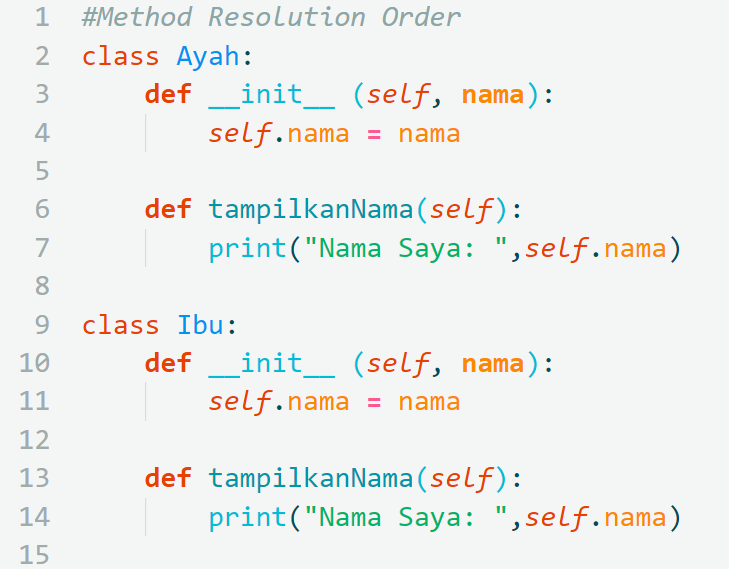 1 #Method Resolution Order
2 class Ayah:
3     def __init__ (self, nama):
4         self.nama = nama
5
6     def tampilkanNama(self):
7         print("Nama Saya: ",self.nama)
8
9 class Ibu:
10     def __init__ (self, nama):
11         self.nama = nama
12
13     def tampilkanNama(self):
14         print("Nama Saya: ",self.nama)
15